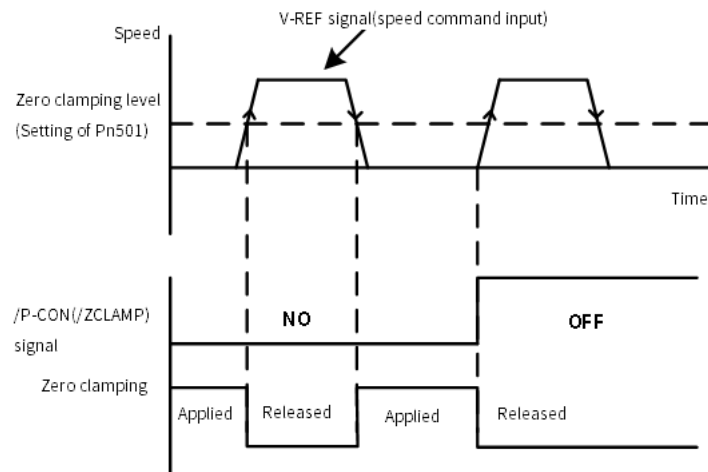 V-REF signal(speed command input)
Speed
Zero clamping level
(Setting of Pn501)
Time
/P-CON(/ZCLAMP)
signal
NO
OFF
Zero clamping
Applied
Released
Applied
Released